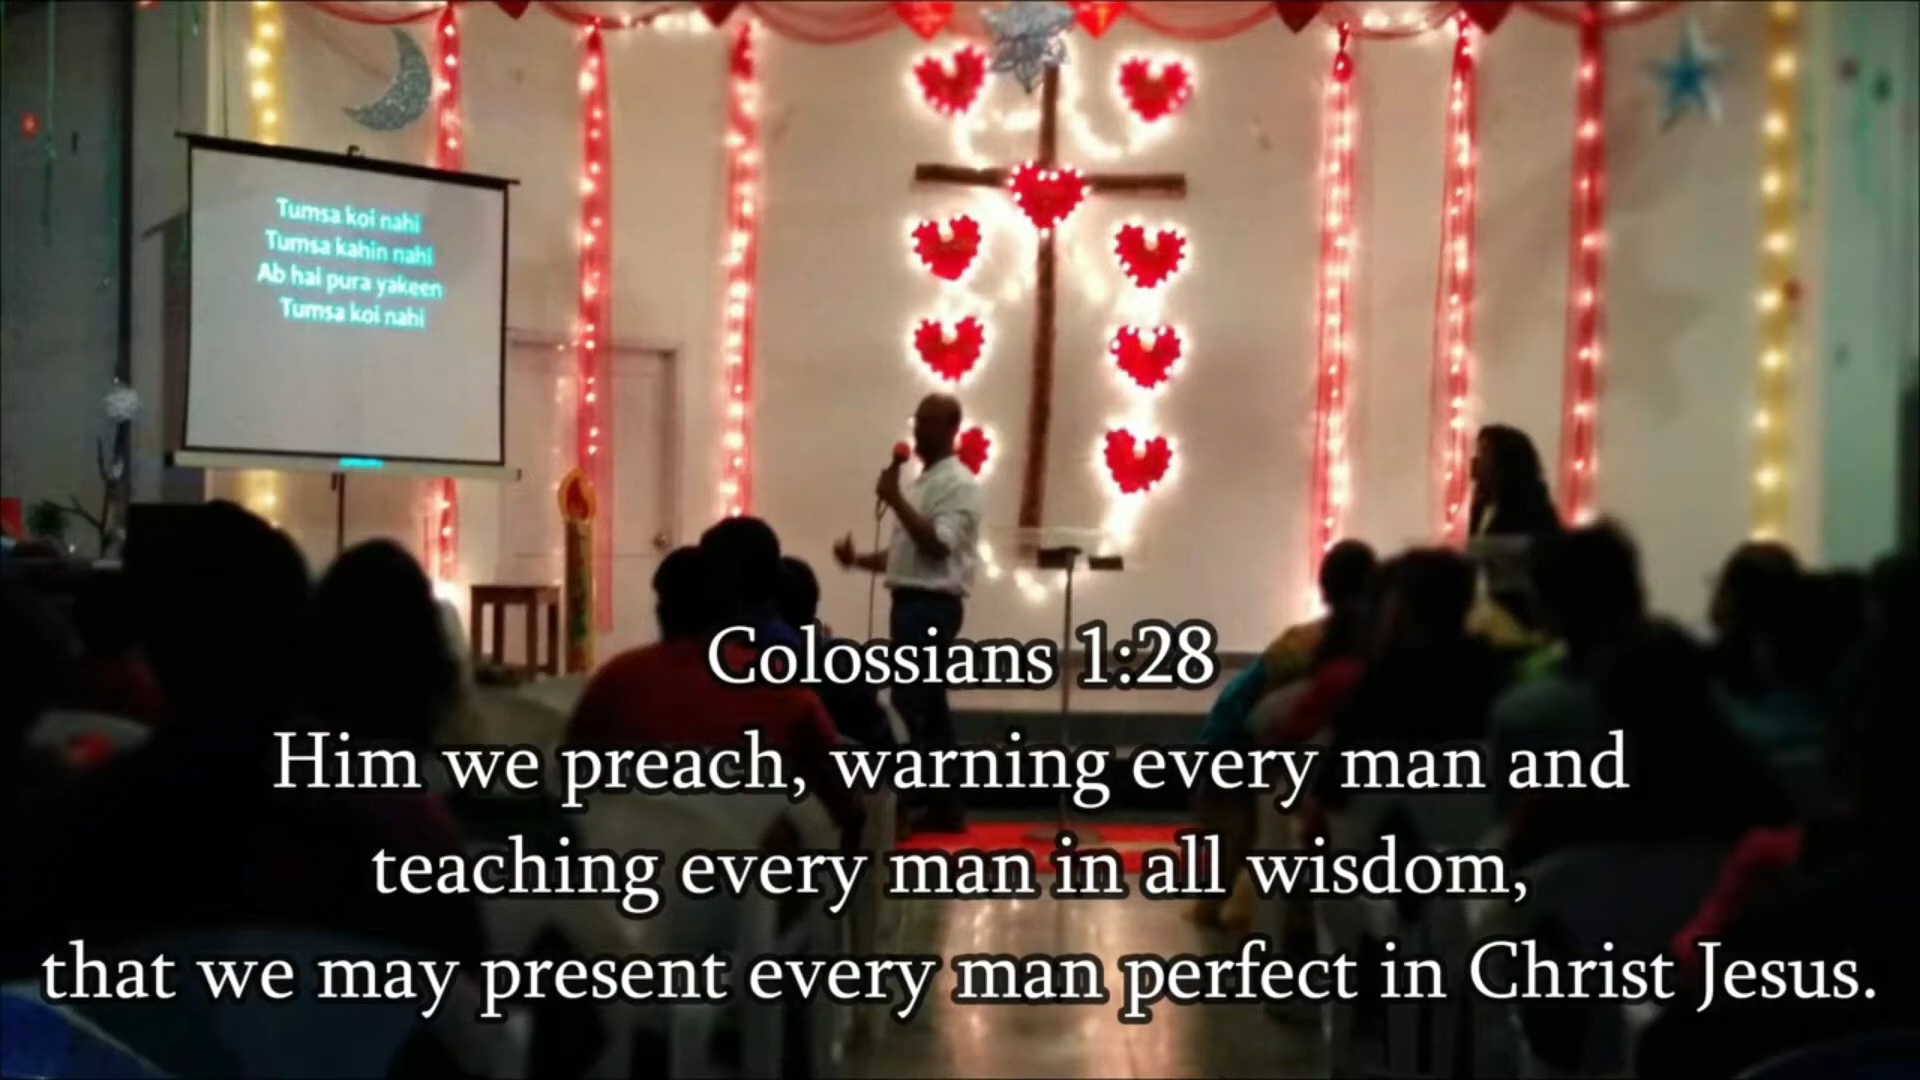 Tumsa koi nahi
Tumsa kahin nahi
Ab hai pura yakeen
Tumsa koi nahi
Colossians 1:28
Him we preach, warning every man and
teaching every man in all wisdom,
that we may present every man perfect in Christ Jesus.